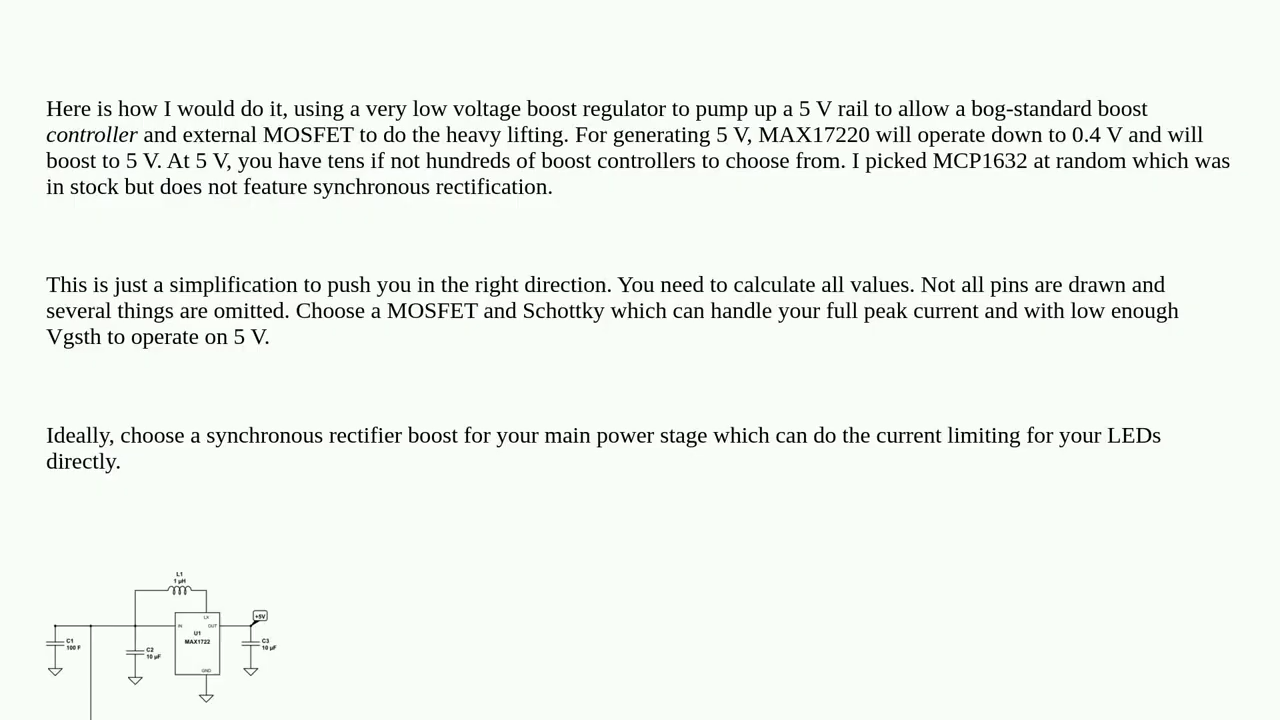 Here is how I would do it, using a very low voltage boost regulator to pump up a 5 V rail to allow a bog-standard boost
controller and external MOSFET to do the heavy lifting. For generating 5 V, MAX17220 will operate down to 0.4 V and will
boost to 5 V. At 5 V, you have tens if not hundreds of boost controllers to choose from. I picked MCP1632 at random which was
in stock but does not feature synchronous rectification.
This is just a simplification to push you in the right direction. You need to calculate all values. Not all pins are drawn and
several things are omitted. Choose a MOSFET and Schottky which can handle your full peak current and with low enough
Vgsth to operate on 5 V.
Ideally, choose a synchronous rectifier boost for your main power stage which can do the current limiting for your LEDs
directly.
L1
1 µH
+5V
LX
IN
OUT
U1
MAX1722
C1
100 F
C2
10 µF
C3
10 µF
GND